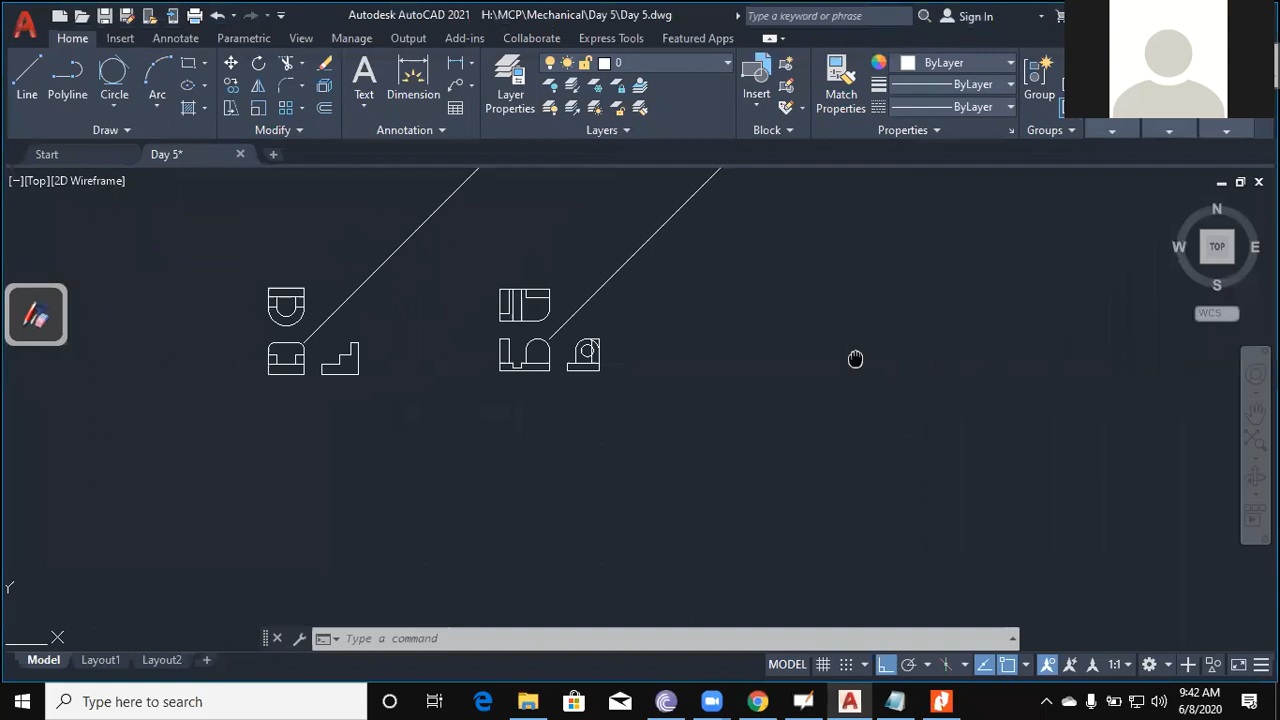 Autodesk AutoCAD 2021 H:\MCP\Mechanical\Day 5\Day 5.dwg
Type a keyword or phrase
Sign In
Home Insert Annotate Parametric View Manage Output Add-ins Collaborate Express Tools Featured Apps
Line Polyline Circle Arc
Text Dimension
Layer Properties
0
Insert
Match Properties
ByLayer
ByLayer
ByLayer
Group
Draw Modify Annotation Layers Block Properties Groups
Start Day 5*
[−][Top][2D Wireframe]
N
W TOP E
S
WCS
Y
X
Type a command
Model Layout1 Layout2 +
MODEL 1:1
Type here to search
9:42 AM
6/8/2020